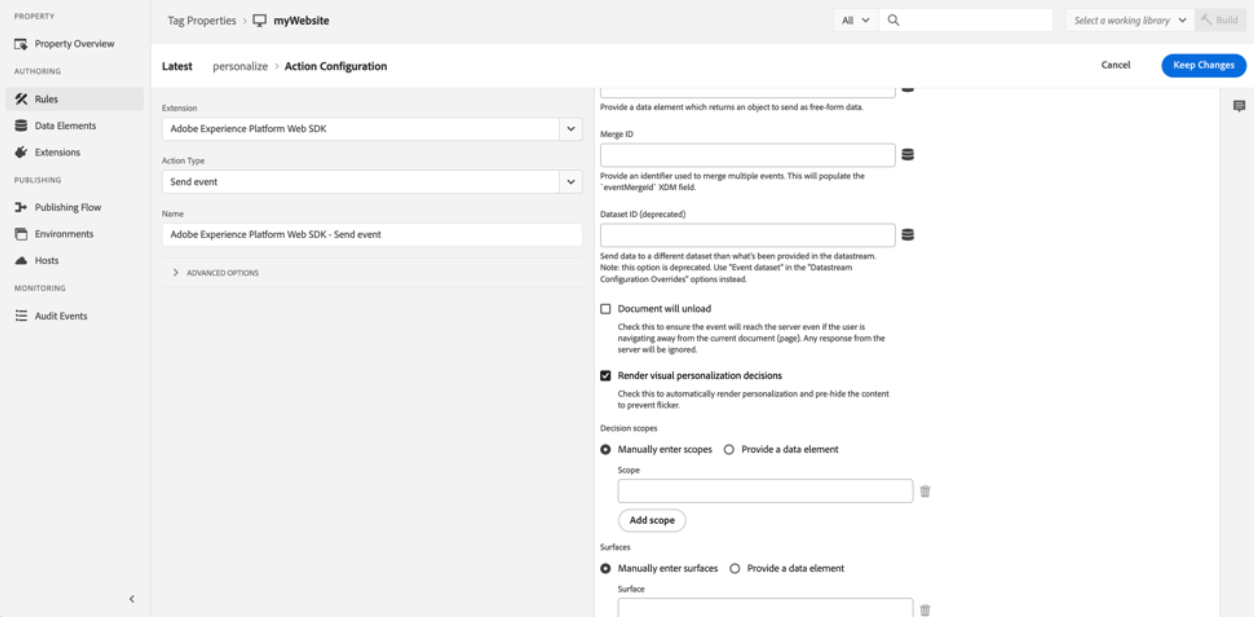 PROPERTY
Property Overview
AUTHORING
Rules
Data Elements
Extensions
PUBLISHING
Publishing Flow
Environments
Hosts
MONITORING
Audit Events
Tag Properties > myWebsite
All
Select a working library
Build
Latest personalize > Action Configuration
Cancel
Keep Changes
Extension
Adobe Experience Platform Web SDK
Action Type
Send event
Name
Adobe Experience Platform Web SDK - Send event
ADVANCED OPTIONS
Provide a data element which returns an object to send as free-form data.
Merge ID
Provide an identifier used to merge multiple events. This will populate the
`eventMergeId` XDM field.
Dataset ID (deprecated)
Send data to a different dataset than what's been provided in the datastream.
Note: this option is deprecated. Use "Event dataset" in the "Datastream
Configuration Overrides" options instead.
Document will unload
Check this to ensure the event will reach the server even if the user is
navigating away from the current document (page). Any response from the
server will be ignored.
Render visual personalization decisions
Check this to automatically render personalization and pre-hide the content
to prevent flicker.
Decision scopes
Manually enter scopes Provide a data element
Scope
Add scope
Surfaces
Manually enter surfaces Provide a data element
Surface